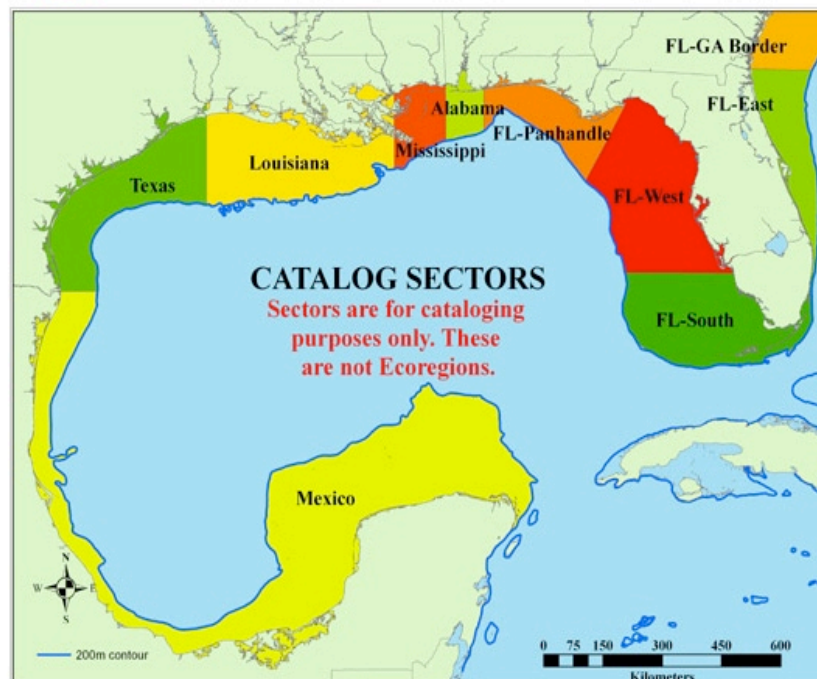 FL-GA Border
FL-East
Alabama
FL-Panhandle
Mississippi
Louisiana
Texas
FL-West
CATALOG SECTORS
Sectors are for cataloging
purposes only. These
are not Ecoregions.
FL-South
Mexico
N
W E
S
200m contour
0 75 150 300 450 600
Kilometers